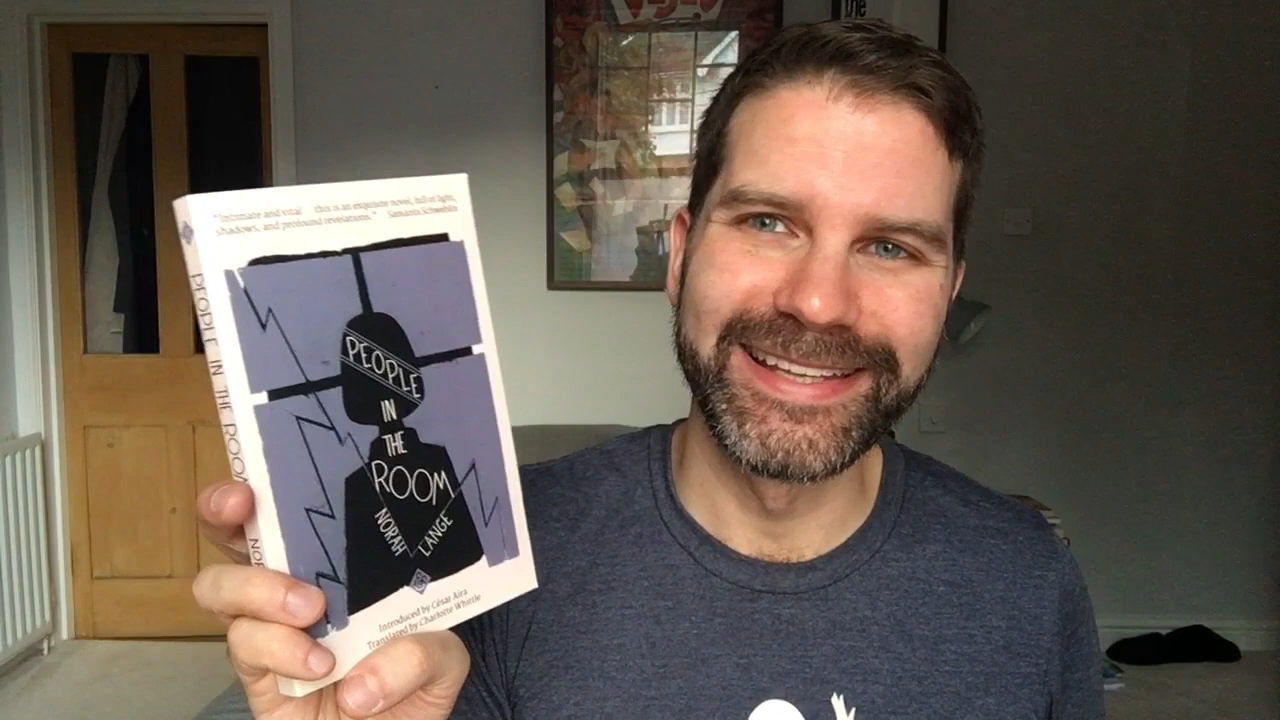 the
"Intimate and vital this is an exquisite novel, full of light,
shadows, and profound revelations." Samanta Schweblin
PEOPLE
IN
THE
ROOM
NORAH
LANGE
Introduced by César Aira
Translated by Charlotte Whittle
PEOPLE IN THE ROOM